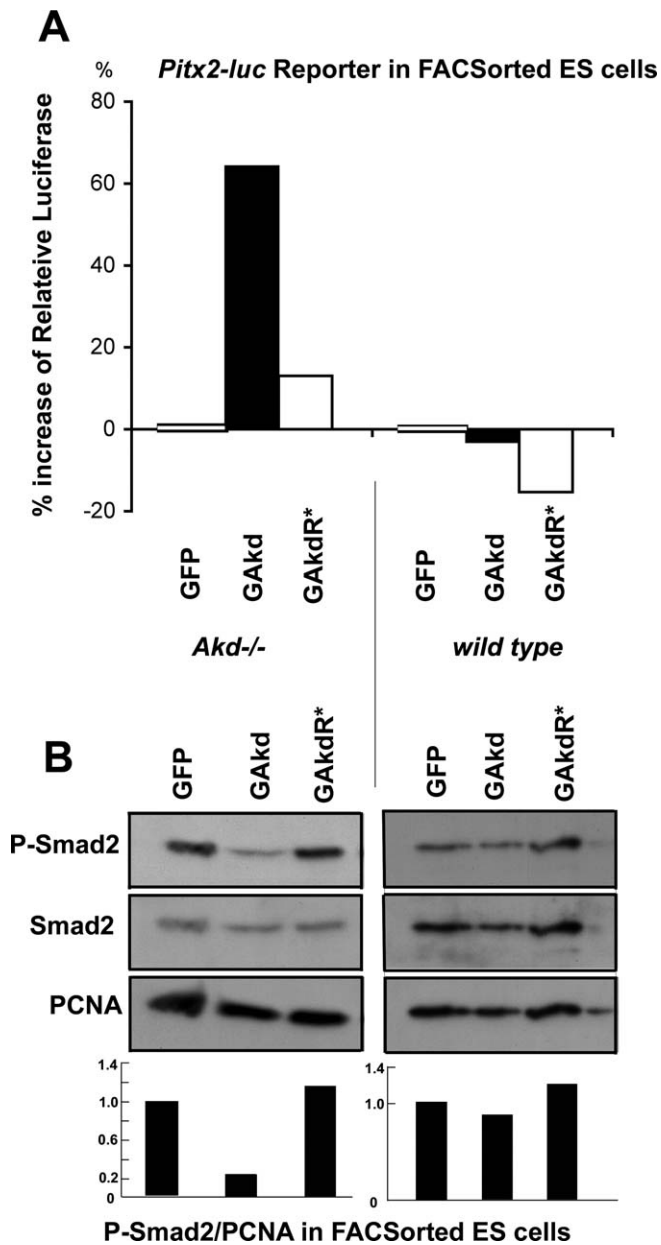 A
% Pitx2-luc Reporter in FACSorted ES cells
% increase of Relateive Luciferase
80
60
40
20
0
-20
GFP GAkd GAkdR* GFP GAkd GAkdR*
Akd-/- wild type
B
GFP GAkd GAkdR* GFP GAkd GAkdR*
P-Smad2
Smad2
PCNA
1.4 1.4
1.0 1.0
0.6
0.2
0 0
P-Smad2/PCNA in FACSorted ES cells